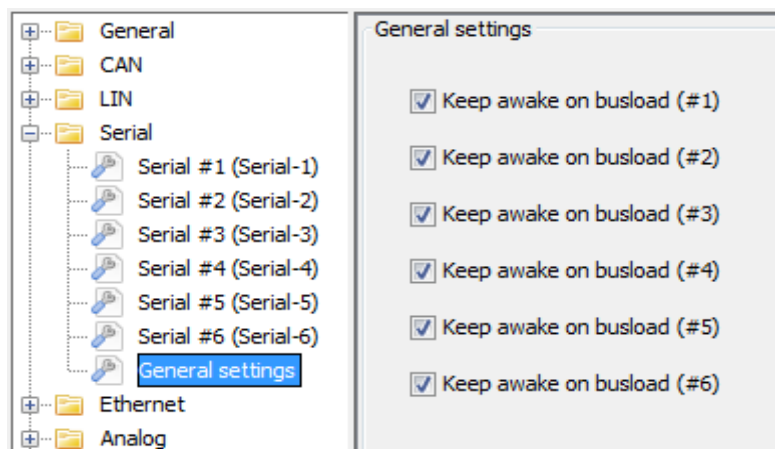 General
CAN
LIN
Serial
Serial #1 (Serial-1)
Serial #2 (Serial-2)
Serial #3 (Serial-3)
Serial #4 (Serial-4)
Serial #5 (Serial-5)
Serial #6 (Serial-6)
General settings
Ethernet
Analog
General settings
Keep awake on busload (#1)
Keep awake on busload (#2)
Keep awake on busload (#3)
Keep awake on busload (#4)
Keep awake on busload (#5)
Keep awake on busload (#6)